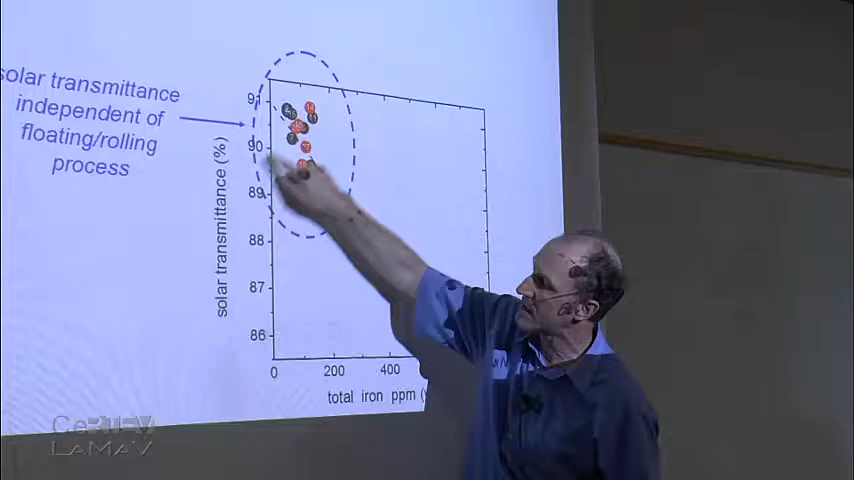 solar transmittance
independent of
floating/rolling
process
solar transmittance (%)
91
90
89
88
87
86
0
200
400
total iron ppm
CeRTEV
LaMaV